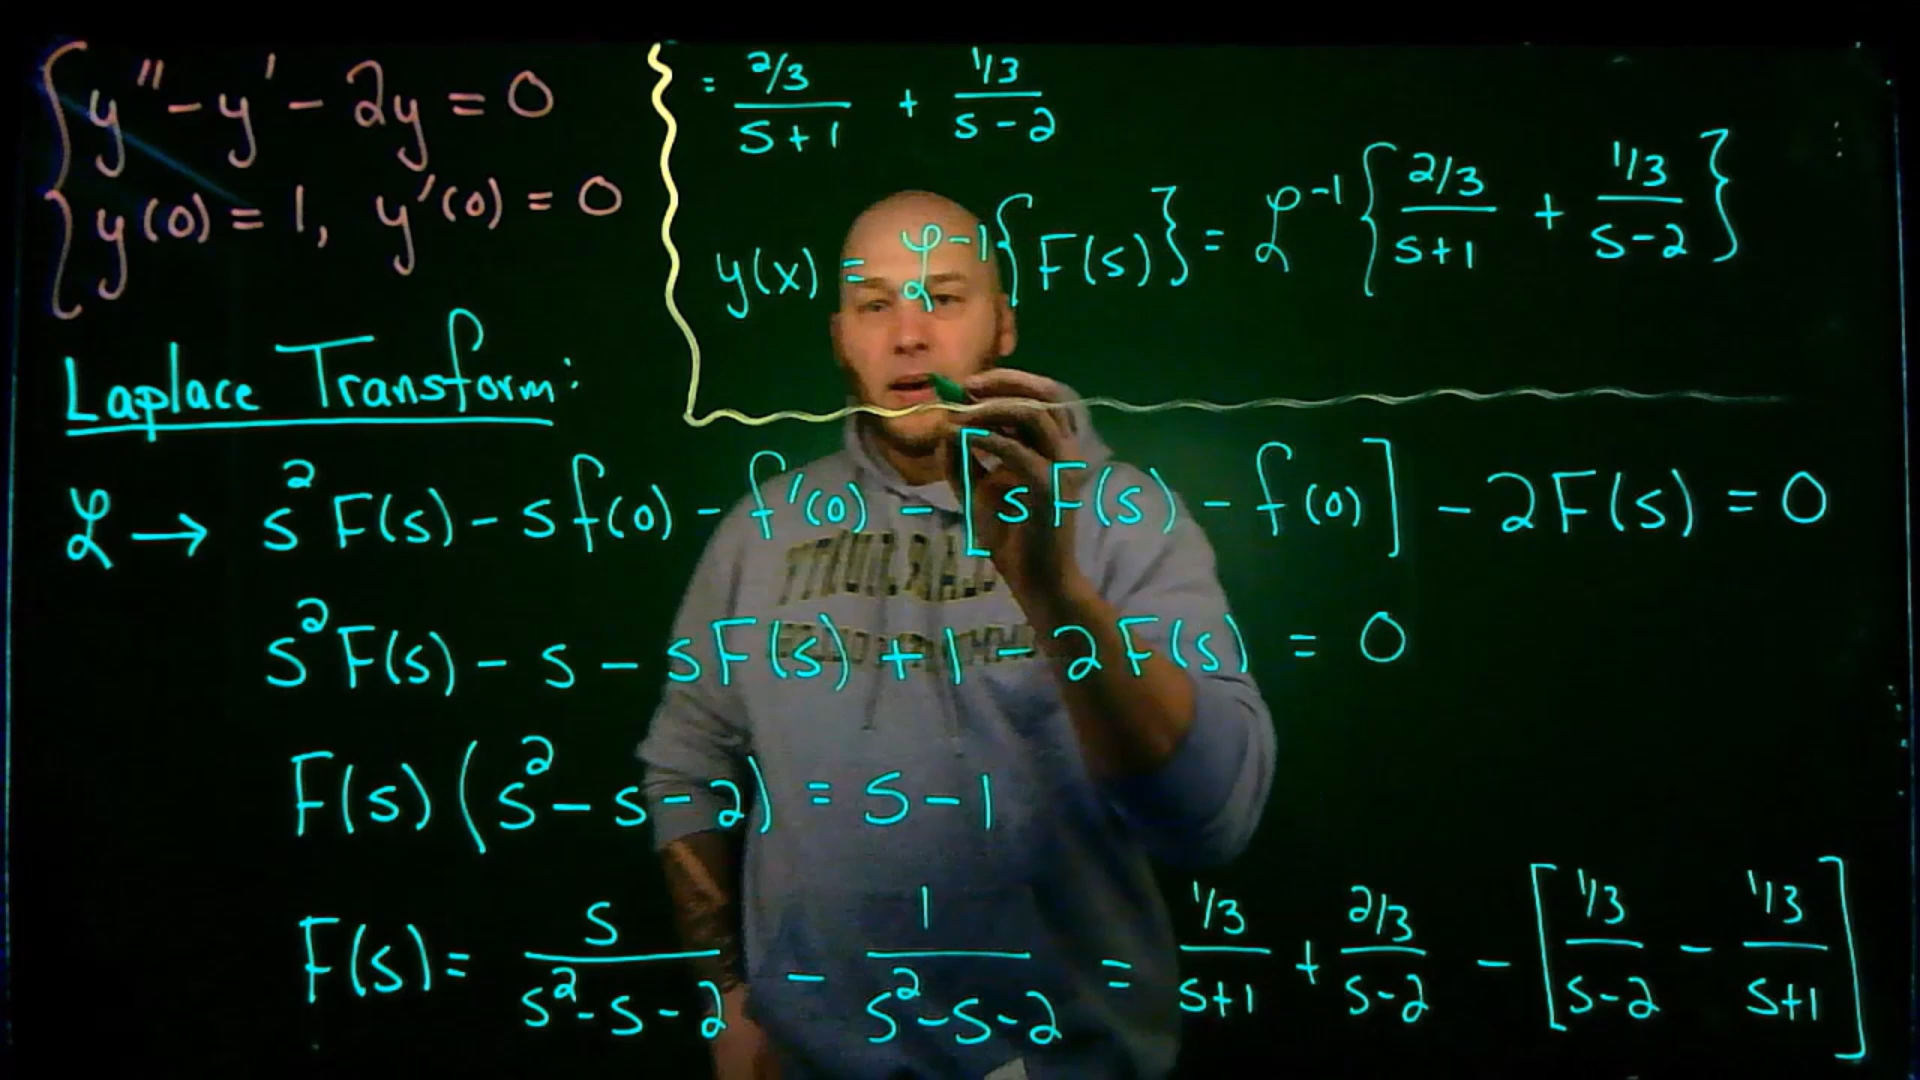 y'' - y' - 2y = 0
y(0) = 1, y'(0) = 0
Laplace Transform:
ℒ → s²F(s) - sf(0) - f'(0) - [sF(s) - f(0)] - 2F(s) = 0
s²F(s) - s - sF(s) + 1 - 2F(s) = 0
F(s)(s² - s - 2) = s - 1
F(s) = s/(s² - s - 2) - 1/(s² - s - 2) = (1/3)/(s+1) + (2/3)/(s-2) - [(1/3)/(s-2) - (1/3)/(s+1)]
= (2/3)/(s+1) + (1/3)/(s-2)
y(x) = ℒ⁻¹{F(s)} = ℒ⁻¹{(2/3)/(s+1) + (1/3)/(s-2)}